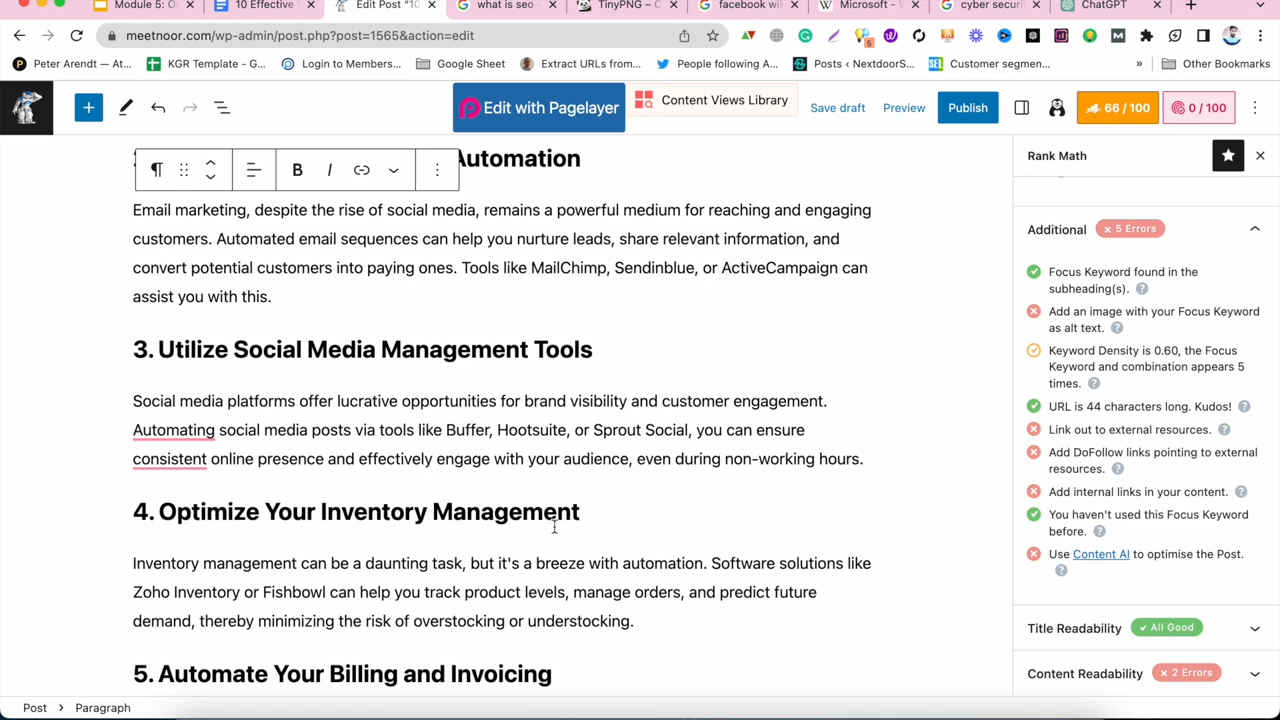 Module 5: O
10 Effective
Edit Post "10
what is seo -
TinyPNG – C
facebook wi
Microsoft -
cyber securi
ChatGPT
meetnoor.com/wp-admin/post.php?post=1565&action=edit
Peter Arendt — At...
KGR Template - G...
Login to Members...
Google Sheet
Extract URLs from...
People following A...
Posts ‹ NextdoorS...
Customer segmen...
»
Other Bookmarks
Edit with Pagelayer
Content Views Library
Save draft
Preview
Publish
66 / 100
0 / 100
Automation
Rank Math
Email marketing, despite the rise of social media, remains a powerful medium for reaching and engaging
customers. Automated email sequences can help you nurture leads, share relevant information, and
convert potential customers into paying ones. Tools like MailChimp, Sendinblue, or ActiveCampaign can
assist you with this.
3. Utilize Social Media Management Tools
Social media platforms offer lucrative opportunities for brand visibility and customer engagement.
Automating social media posts via tools like Buffer, Hootsuite, or Sprout Social, you can ensure
consistent online presence and effectively engage with your audience, even during non-working hours.
4. Optimize Your Inventory Management
Inventory management can be a daunting task, but it's a breeze with automation. Software solutions like
Zoho Inventory or Fishbowl can help you track product levels, manage orders, and predict future
demand, thereby minimizing the risk of overstocking or understocking.
5. Automate Your Billing and Invoicing
Additional
5 Errors
Focus Keyword found in the
subheading(s).
Add an image with your Focus Keyword
as alt text.
Keyword Density is 0.60, the Focus
Keyword and combination appears 5
times.
URL is 44 characters long. Kudos!
Link out to external resources.
Add DoFollow links pointing to external
resources.
Add internal links in your content.
You haven't used this Focus Keyword
before.
Use Content AI to optimise the Post.
Title Readability
All Good
Content Readability
2 Errors
Post
Paragraph